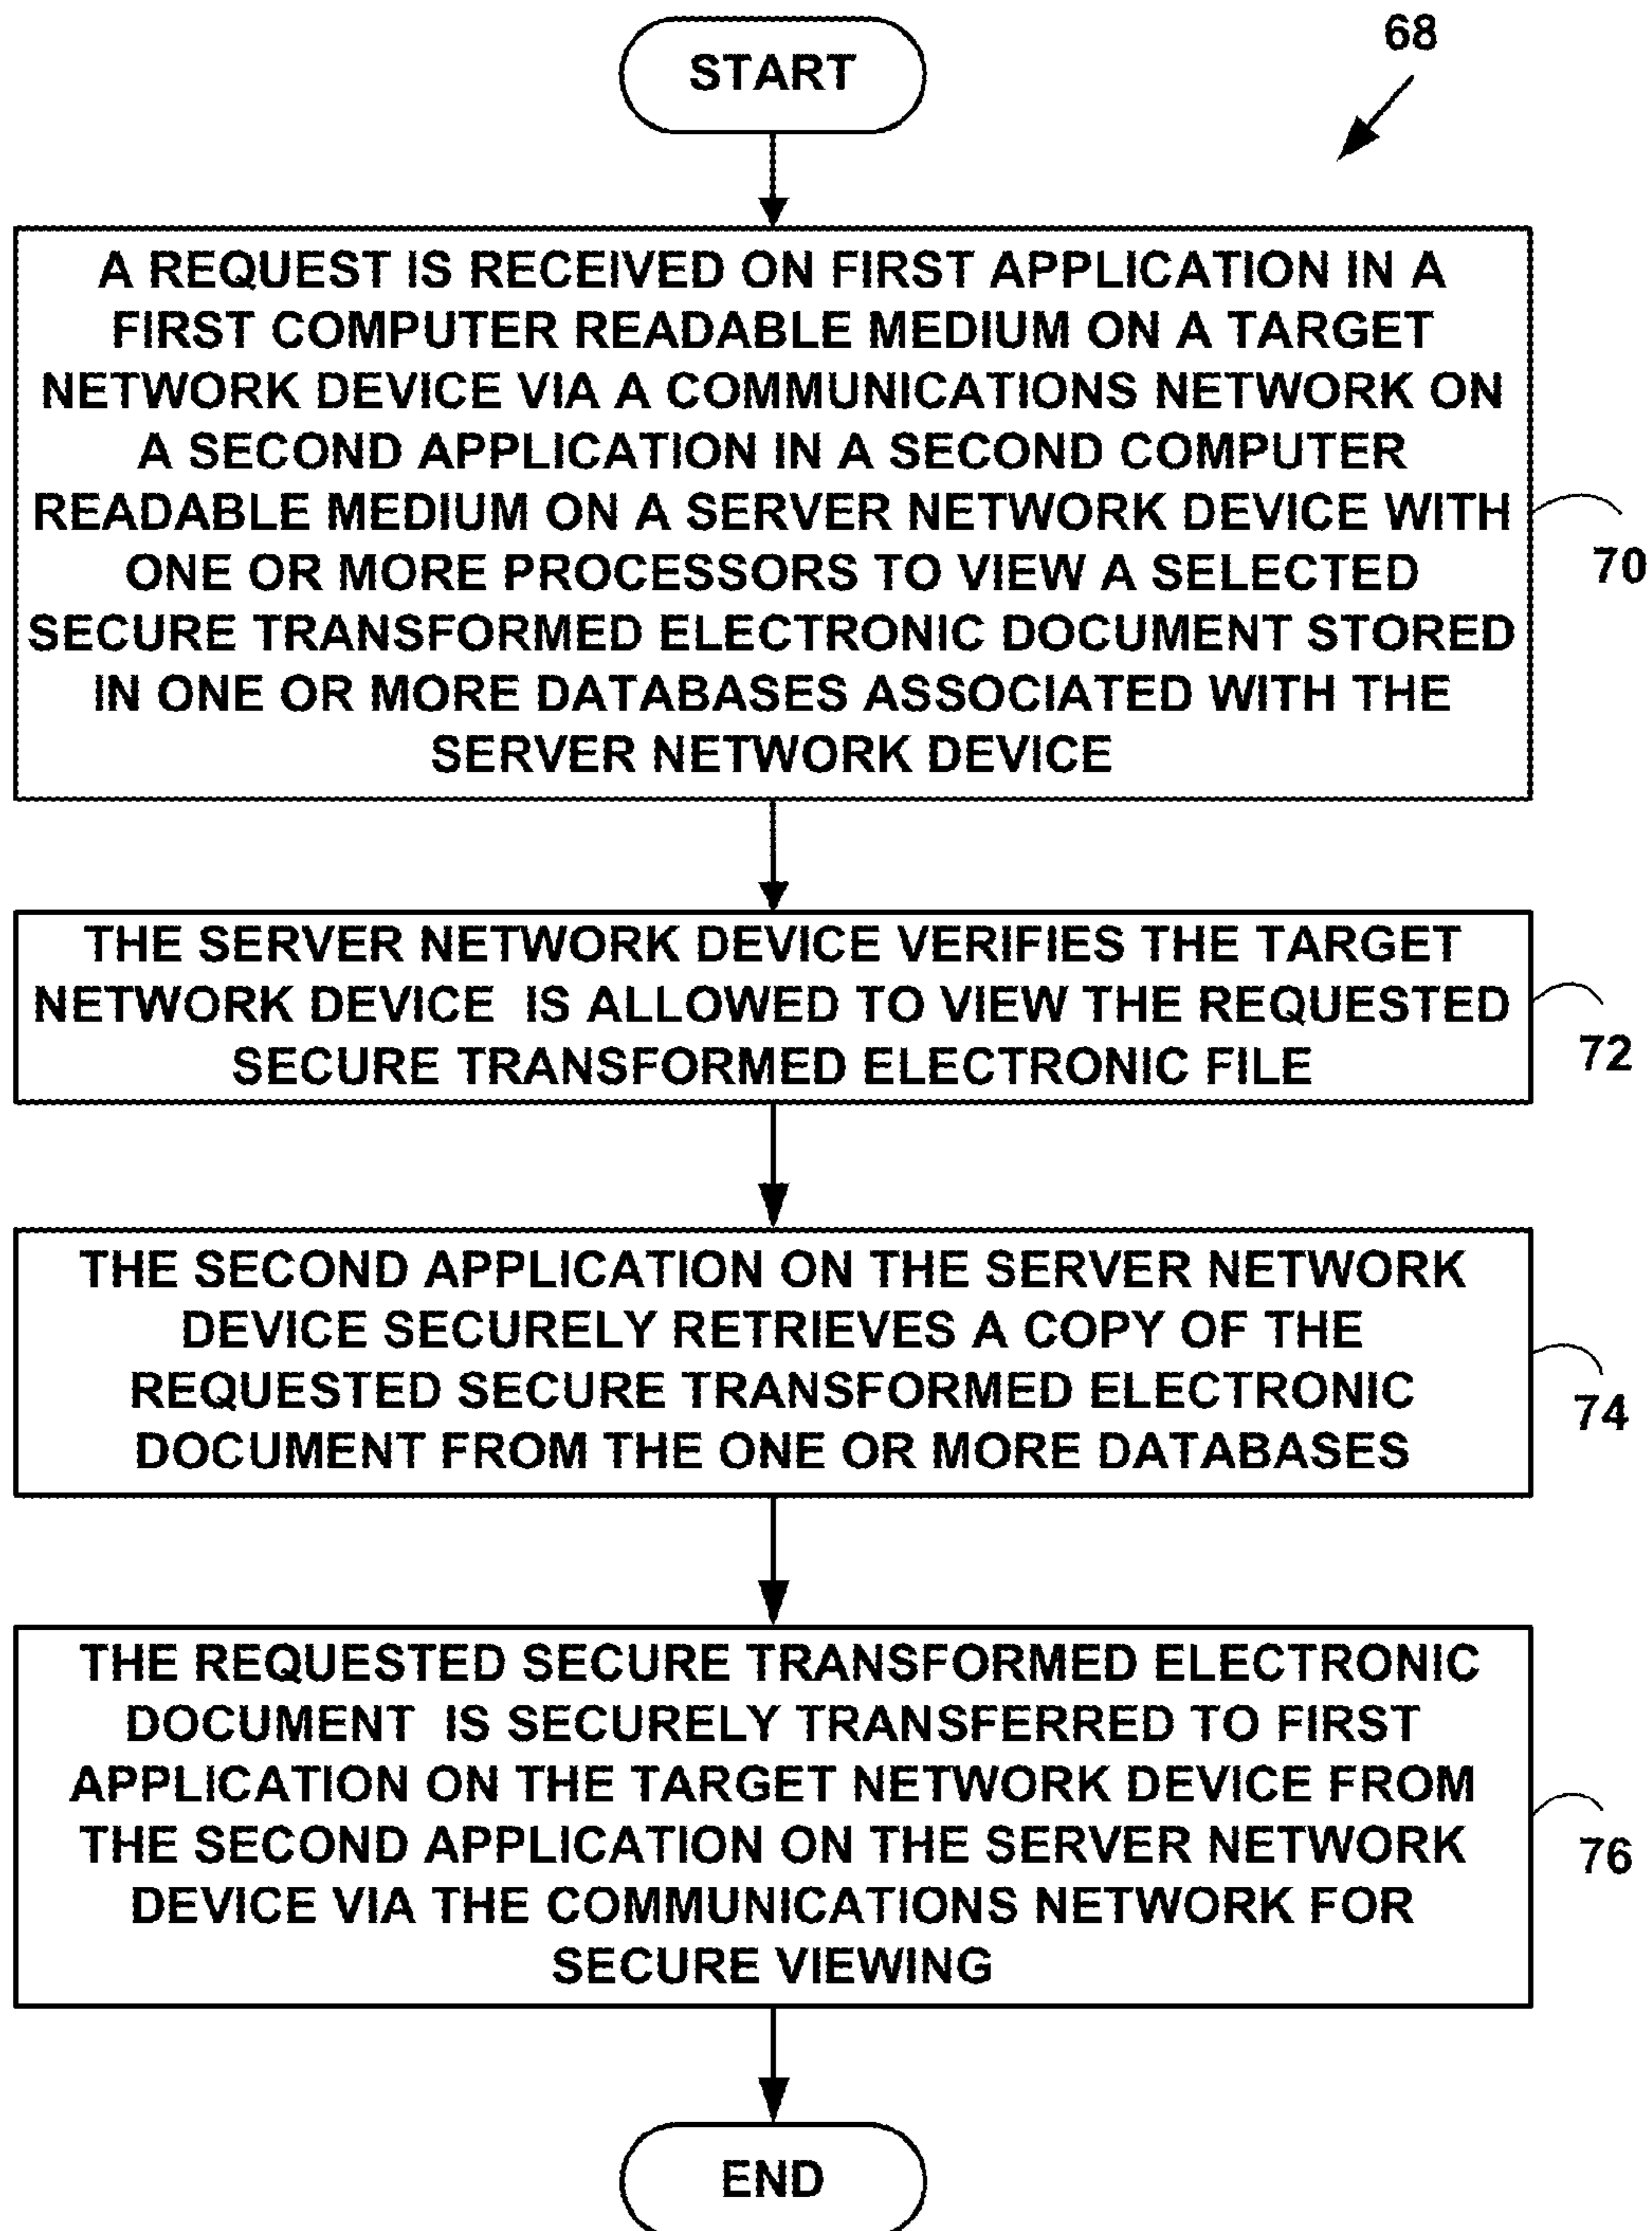 START
68
A REQUEST IS RECEIVED ON FIRST APPLICATION IN A
FIRST COMPUTER READABLE MEDIUM ON A TARGET
NETWORK DEVICE VIA A COMMUNICATIONS NETWORK ON
A SECOND APPLICATION IN A SECOND COMPUTER
READABLE MEDIUM ON A SERVER NETWORK DEVICE WITH
ONE OR MORE PROCESSORS TO VIEW A SELECTED
SECURE TRANSFORMED ELECTRONIC DOCUMENT STORED
IN ONE OR MORE DATABASES ASSOCIATED WITH THE
SERVER NETWORK DEVICE
70
THE SERVER NETWORK DEVICE VERIFIES THE TARGET
NETWORK DEVICE IS ALLOWED TO VIEW THE REQUESTED
SECURE TRANSFORMED ELECTRONIC FILE
72
THE SECOND APPLICATION ON THE SERVER NETWORK
DEVICE SECURELY RETRIEVES A COPY OF THE
REQUESTED SECURE TRANSFORMED ELECTRONIC
DOCUMENT FROM THE ONE OR MORE DATABASES
74
THE REQUESTED SECURE TRANSFORMED ELECTRONIC
DOCUMENT IS SECURELY TRANSFERRED TO FIRST
APPLICATION ON THE TARGET NETWORK DEVICE FROM
THE SECOND APPLICATION ON THE SERVER NETWORK
DEVICE VIA THE COMMUNICATIONS NETWORK FOR
SECURE VIEWING
76
END